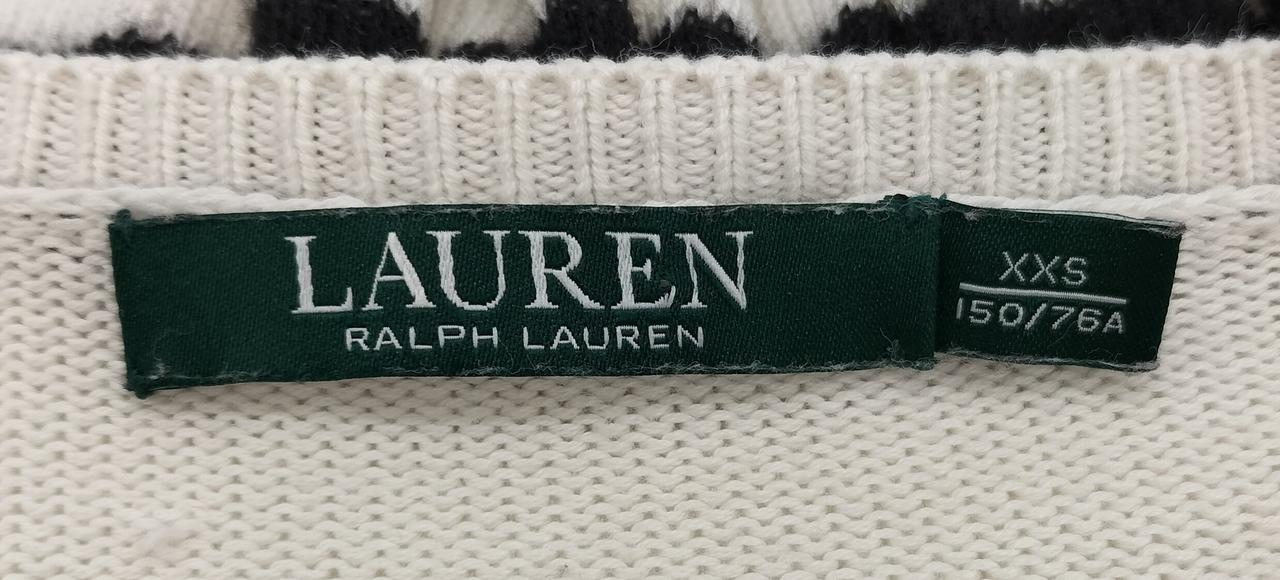 LAUREN
RALPH LAUREN
XXS
150/76A